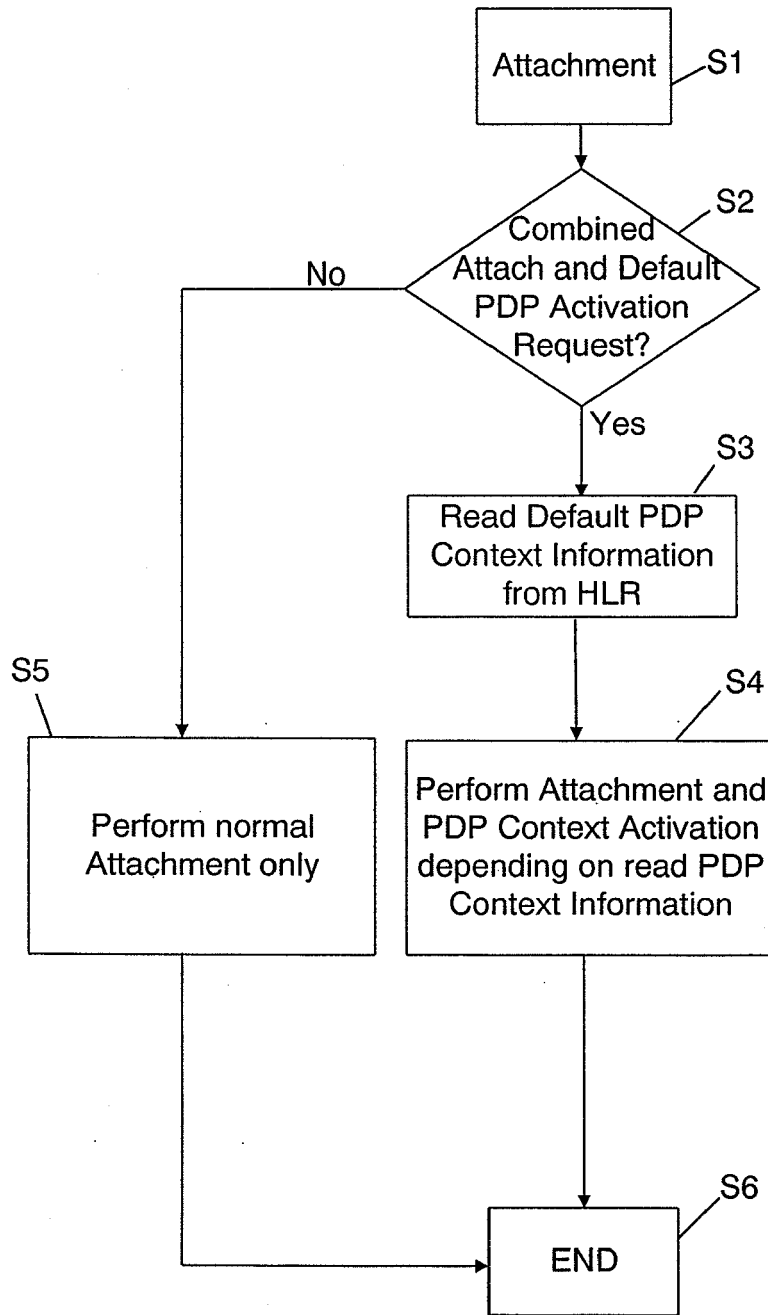 Attachment
S1
S2
Combined
Attach and Default
PDP Activation
Request?
No
Yes
S3
Read Default PDP
Context Information
from HLR
S5
S4
Perform normal
Attachment only
Perform Attachment and
PDP Context Activation
depending on read PDP
Context Information
S6
END